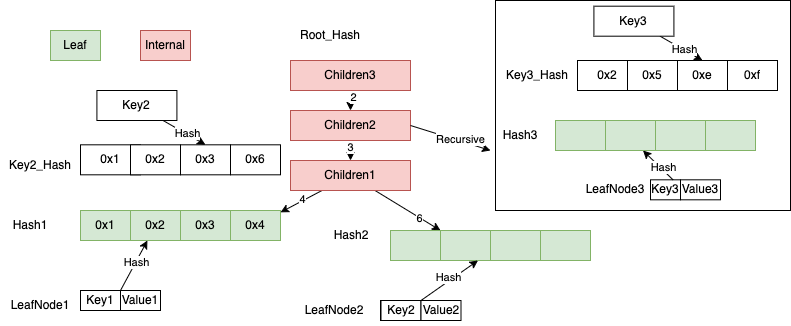 Leaf
Internal
Root_Hash
Children3
2
Children2
Recursive
3
Children1
4
6
Key2
Hash
Key2_Hash
0x1
0x2
0x3
0x6
Hash1
0x1
0x2
0x3
0x4
Hash
LeafNode1
Key1
Value1
Hash2
Hash
LeafNode2
Key2
Value2
Key3
Hash
Key3_Hash
0x2
0x5
0xe
0xf
Hash3
Hash
LeafNode3
Key3
Value3